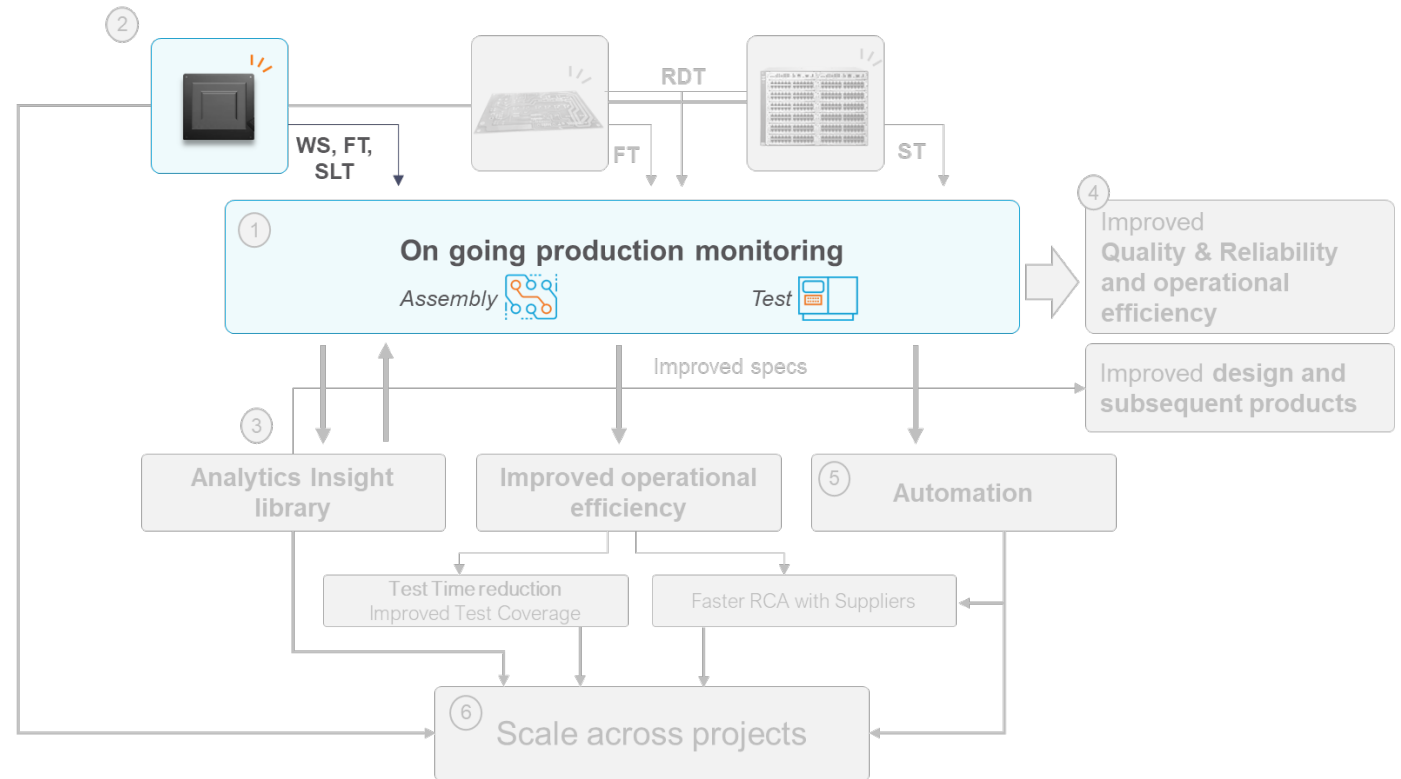 2
RDT
WS, FT,
SLT
FT
ST
1
On going production monitoring
Assembly
Test
4
Improved
Quality & Reliability
and operational
efficiency
Improved specs
Improved design and
subsequent products
3
Analytics Insight
library
Improved operational
efficiency
5
Automation
Test Time reduction
Improved Test Coverage
Faster RCA with Suppliers
6
Scale across projects